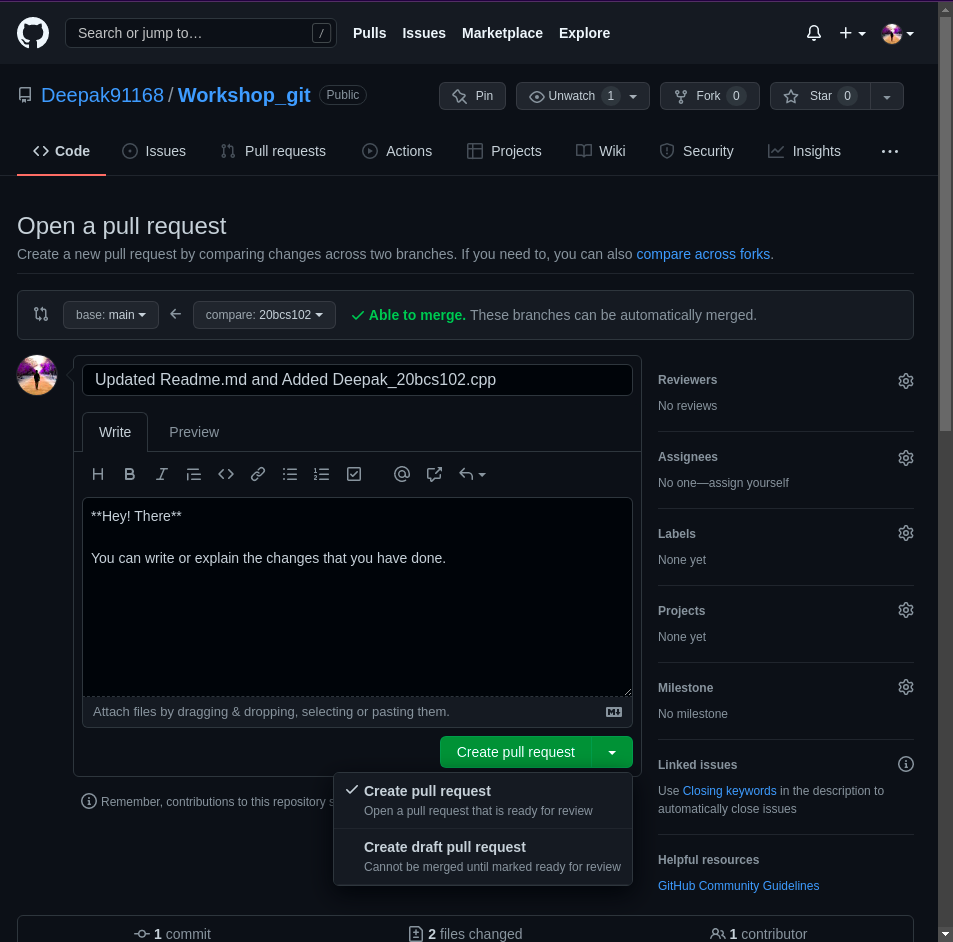 Search or jump to… /
Pulls Issues Marketplace Explore
Deepak91168 / Workshop_git Public
Pin Unwatch 1 Fork 0 Star 0
Code Issues Pull requests Actions Projects Wiki Security Insights
Open a pull request
Create a new pull request by comparing changes across two branches. If you need to, you can also compare across forks.
base: main compare: 20bcs102 Able to merge. These branches can be automatically merged.
Updated Readme.md and Added Deepak_20bcs102.cpp
Write Preview
**Hey! There**
You can write or explain the changes that you have done.
Attach files by dragging & dropping, selecting or pasting them.
Create pull request
Remember, contributions to this repository s
Create pull request
Open a pull request that is ready for review
Create draft pull request
Cannot be merged until marked ready for review
Reviewers
No reviews
Assignees
No one—assign yourself
Labels
None yet
Projects
None yet
Milestone
No milestone
Linked issues
Use Closing keywords in the description to
automatically close issues
Helpful resources
GitHub Community Guidelines
1 commit 2 files changed 1 contributor